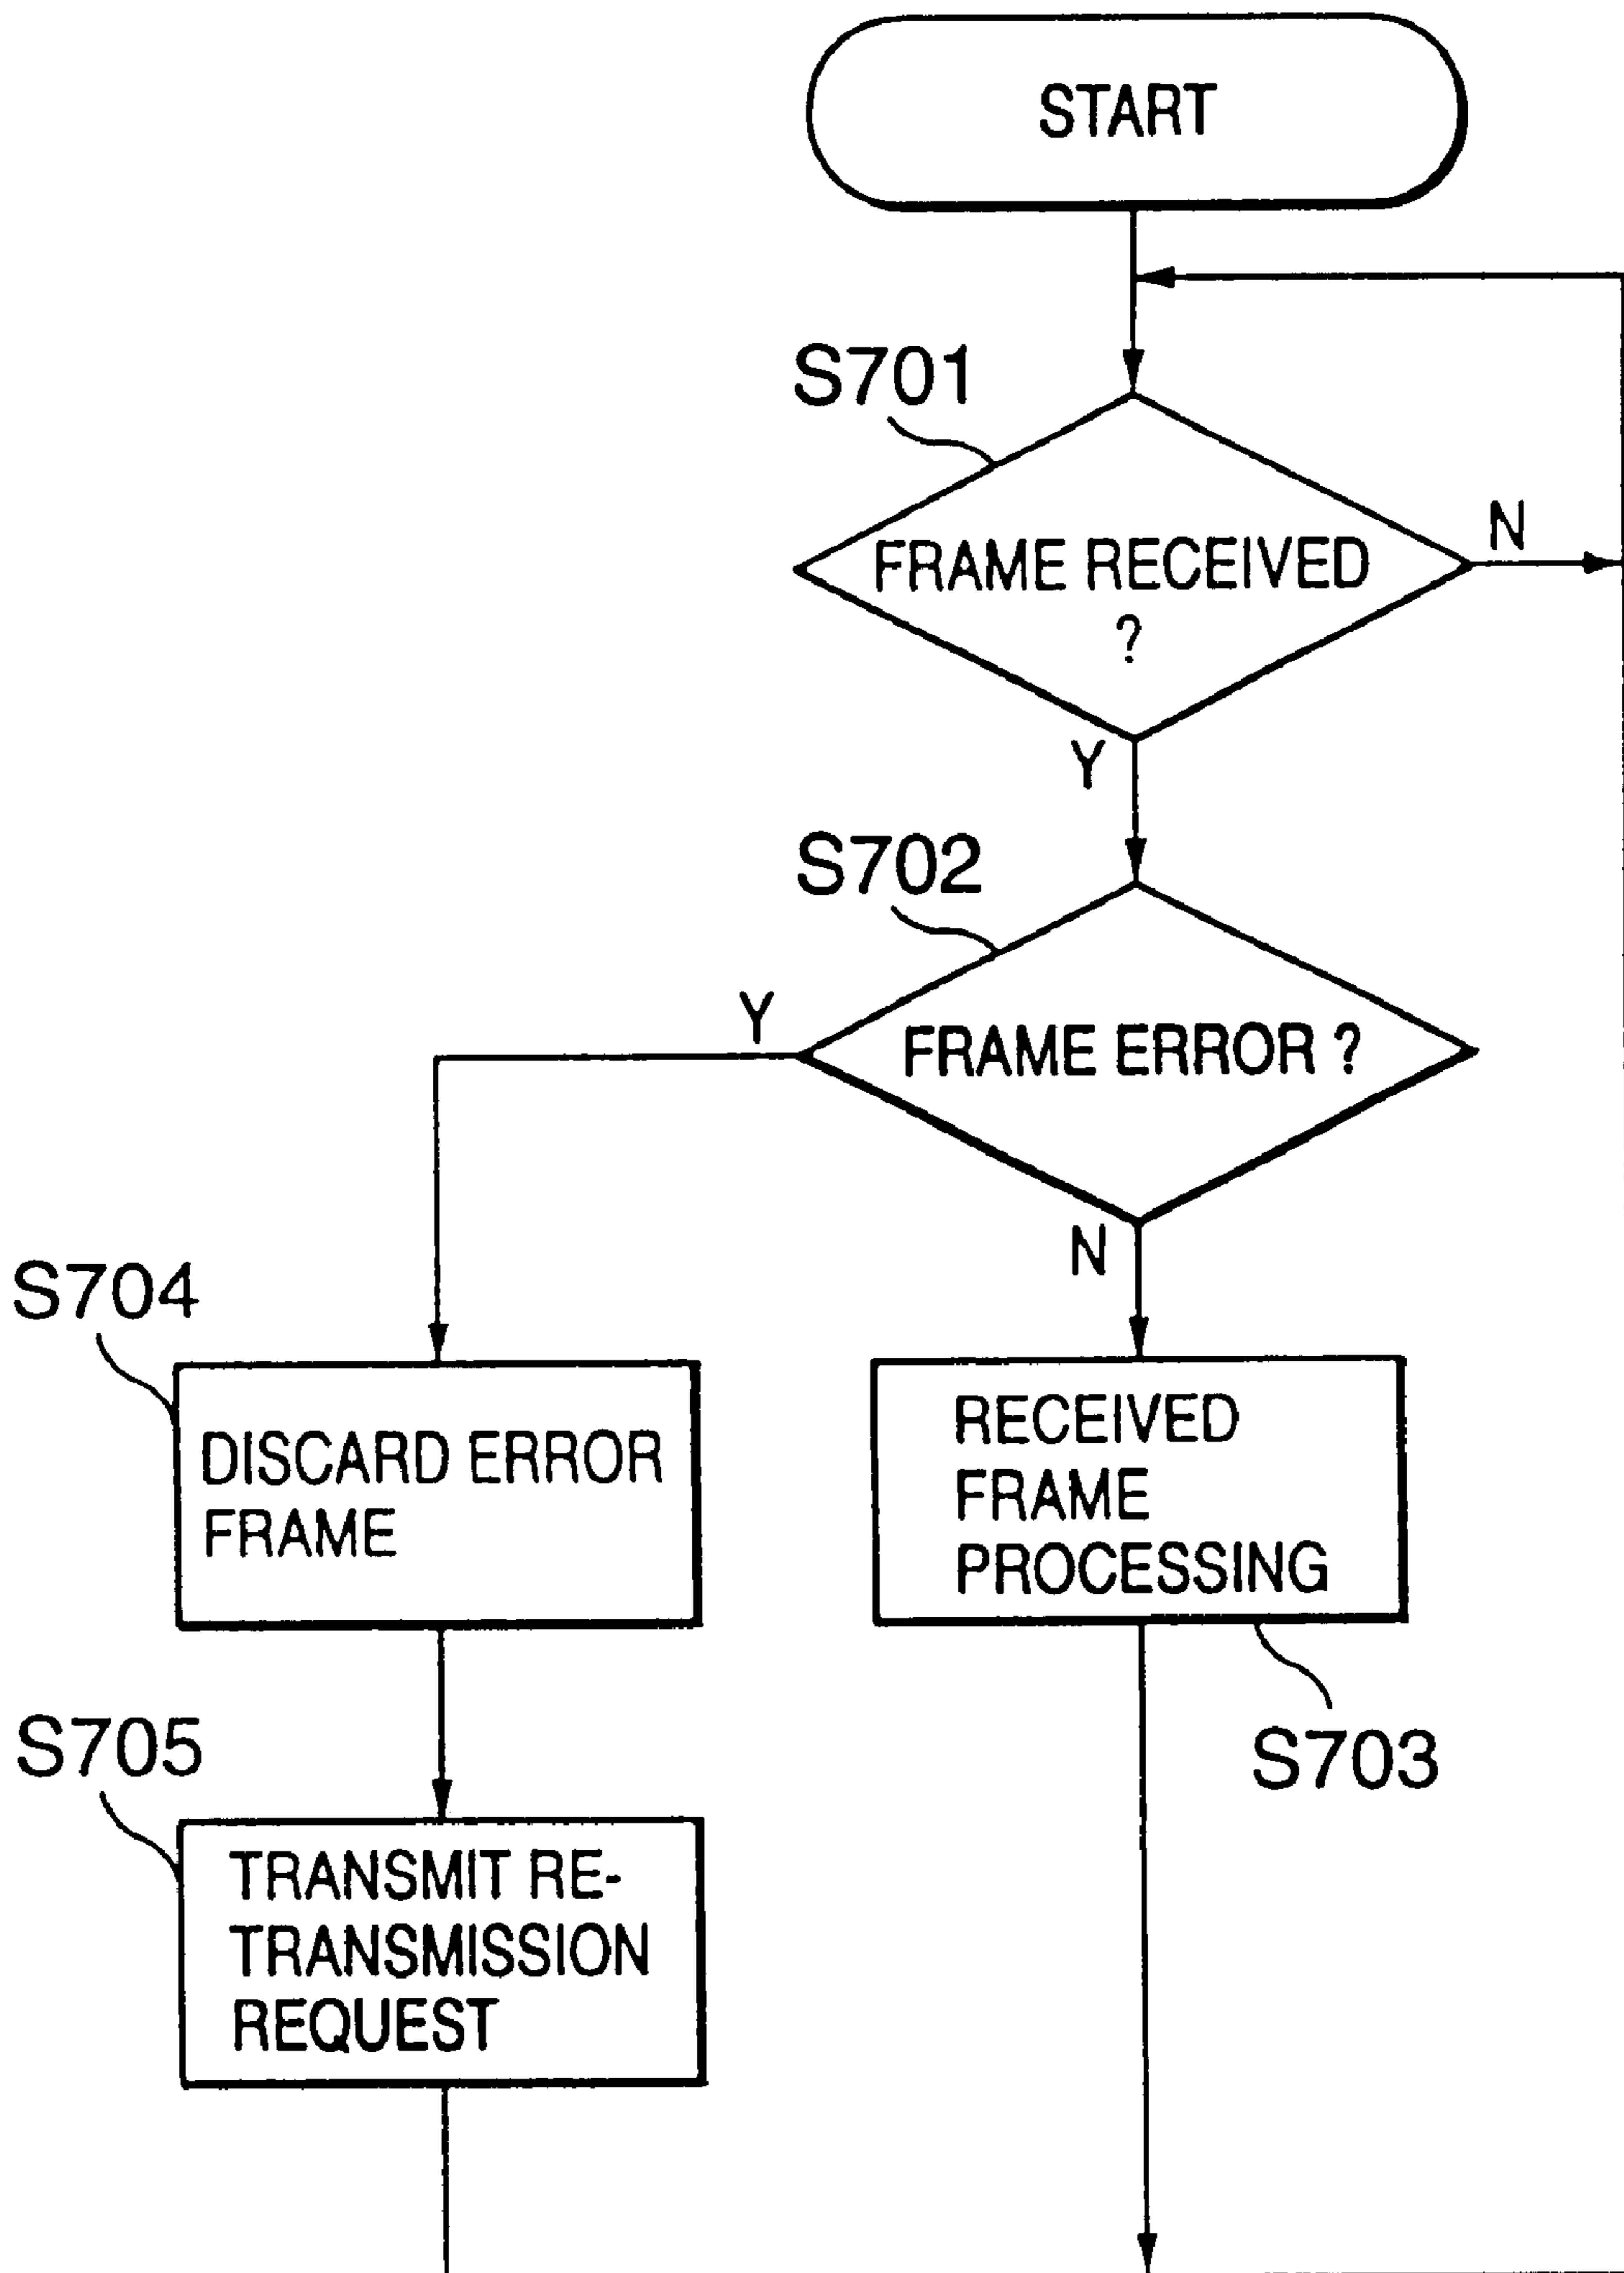 START
S701
FRAME RECEIVED
?
N
Y
S702
Y
FRAME ERROR ?
N
S704
DISCARD ERROR
FRAME
RECEIVED
FRAME
PROCESSING
S703
S705
TRANSMIT RE-
TRANSMISSION
REQUEST